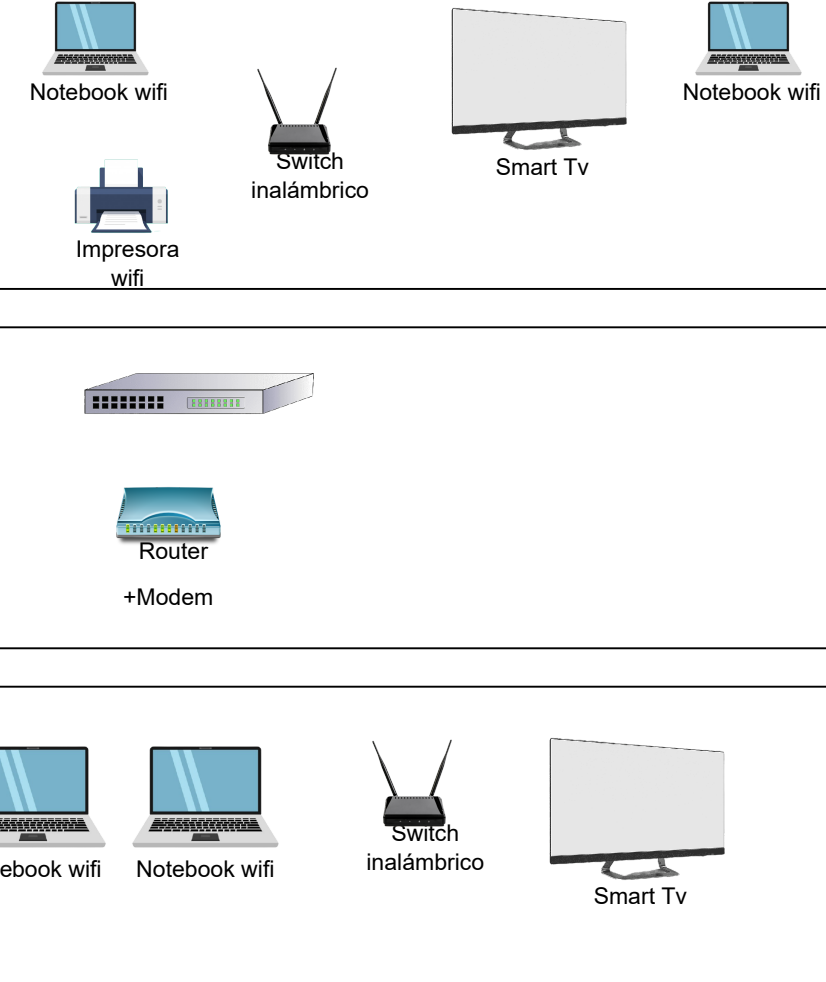 Notebook wifi
Notebook wifi
Switch
inalámbrico
Smart Tv
Impresora
wifi
Router
+Modem
ebook wifi
Notebook wifi
Switch
inalámbrico
Smart Tv